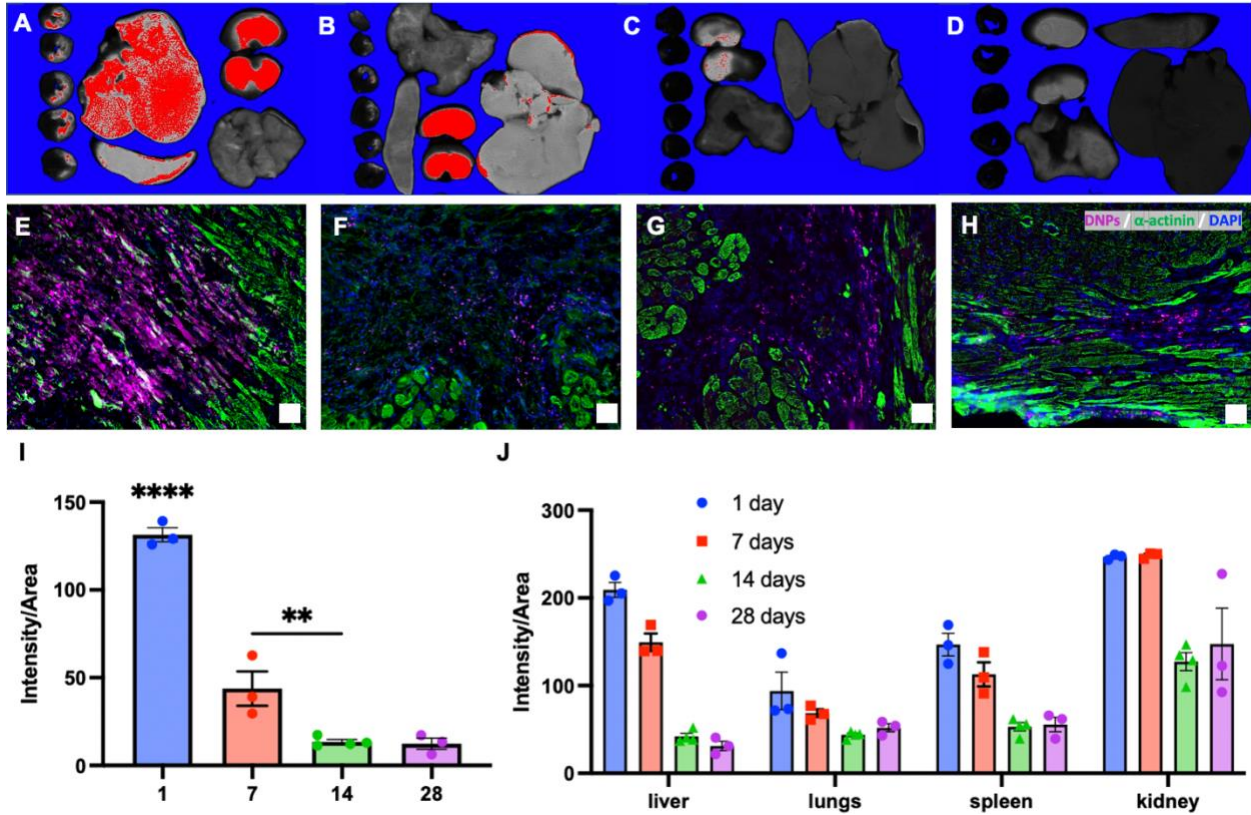 A B C D
E F G H DNPs / α-actinin / DAPI
I J
Intensity/Area
150
100
50
0
****
**
1 7 14 28
Intensity/Area
300
200
100
0
1 day
7 days
14 days
28 days
liver lungs spleen kidney